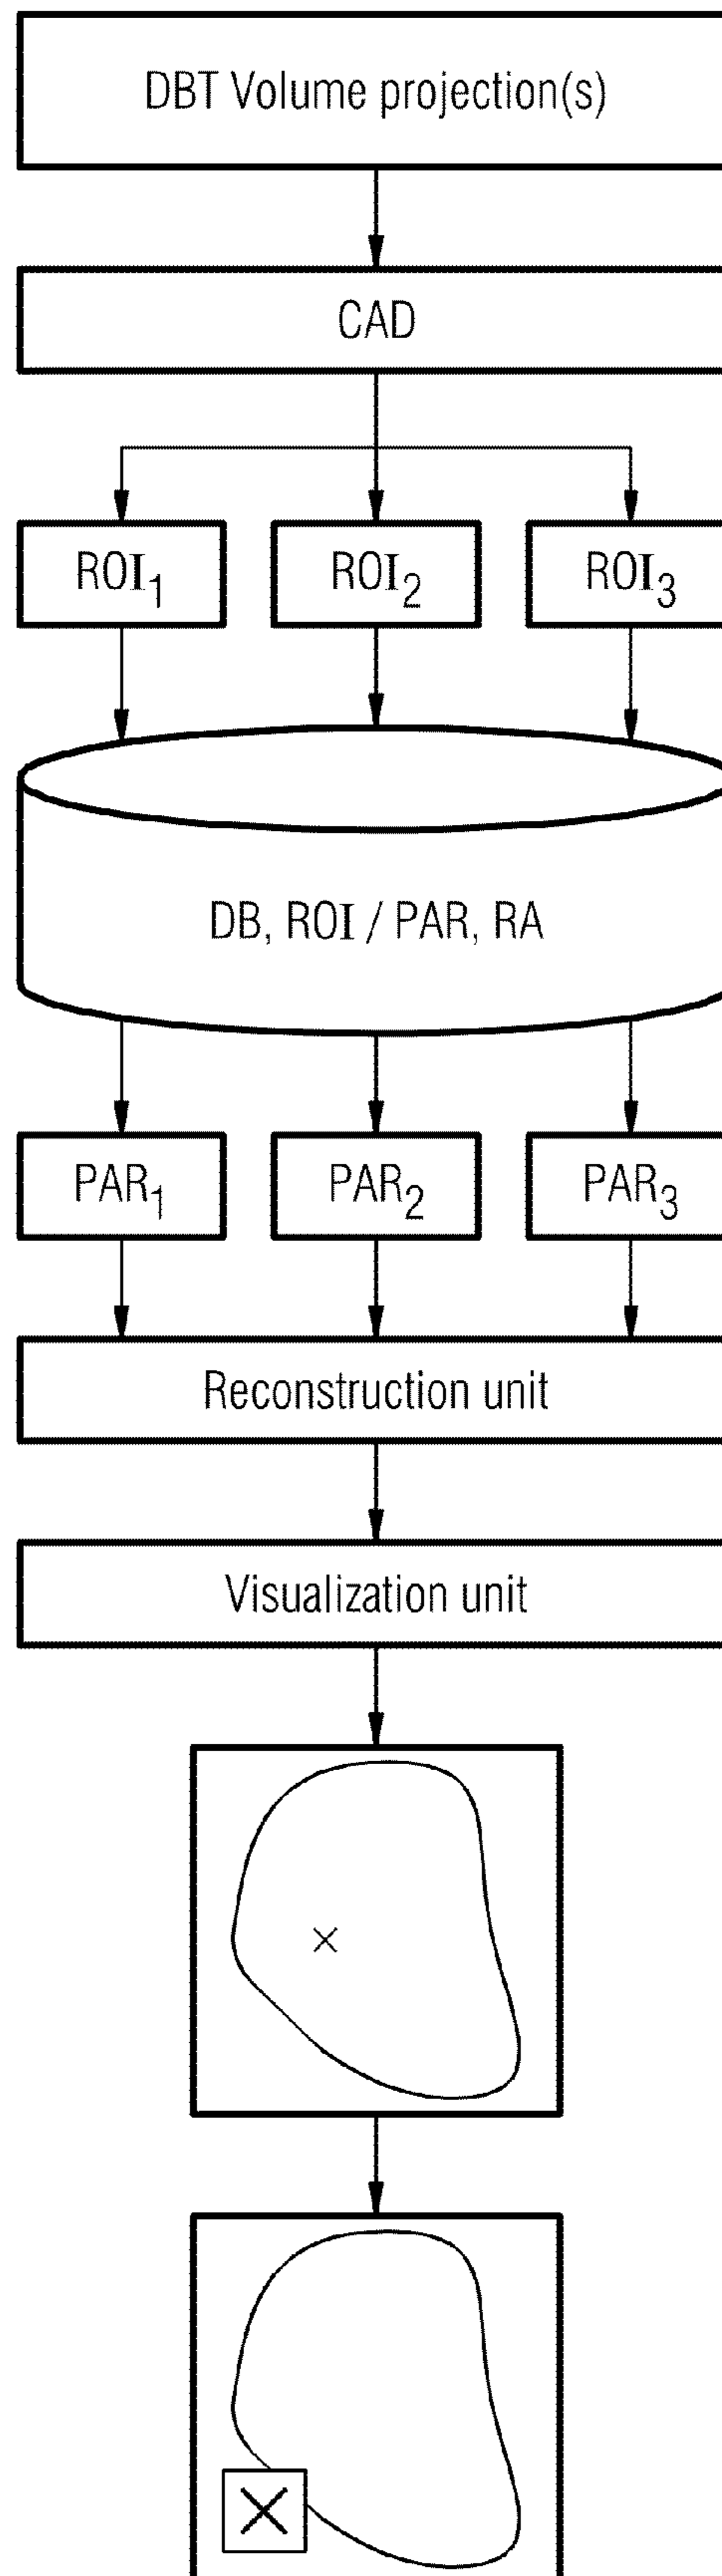 DBT Volume projection(s)
CAD
ROI₁ ROI₂ ROI₃
DB, ROI / PAR, RA
PAR₁ PAR₂ PAR₃
Reconstruction unit
Visualization unit